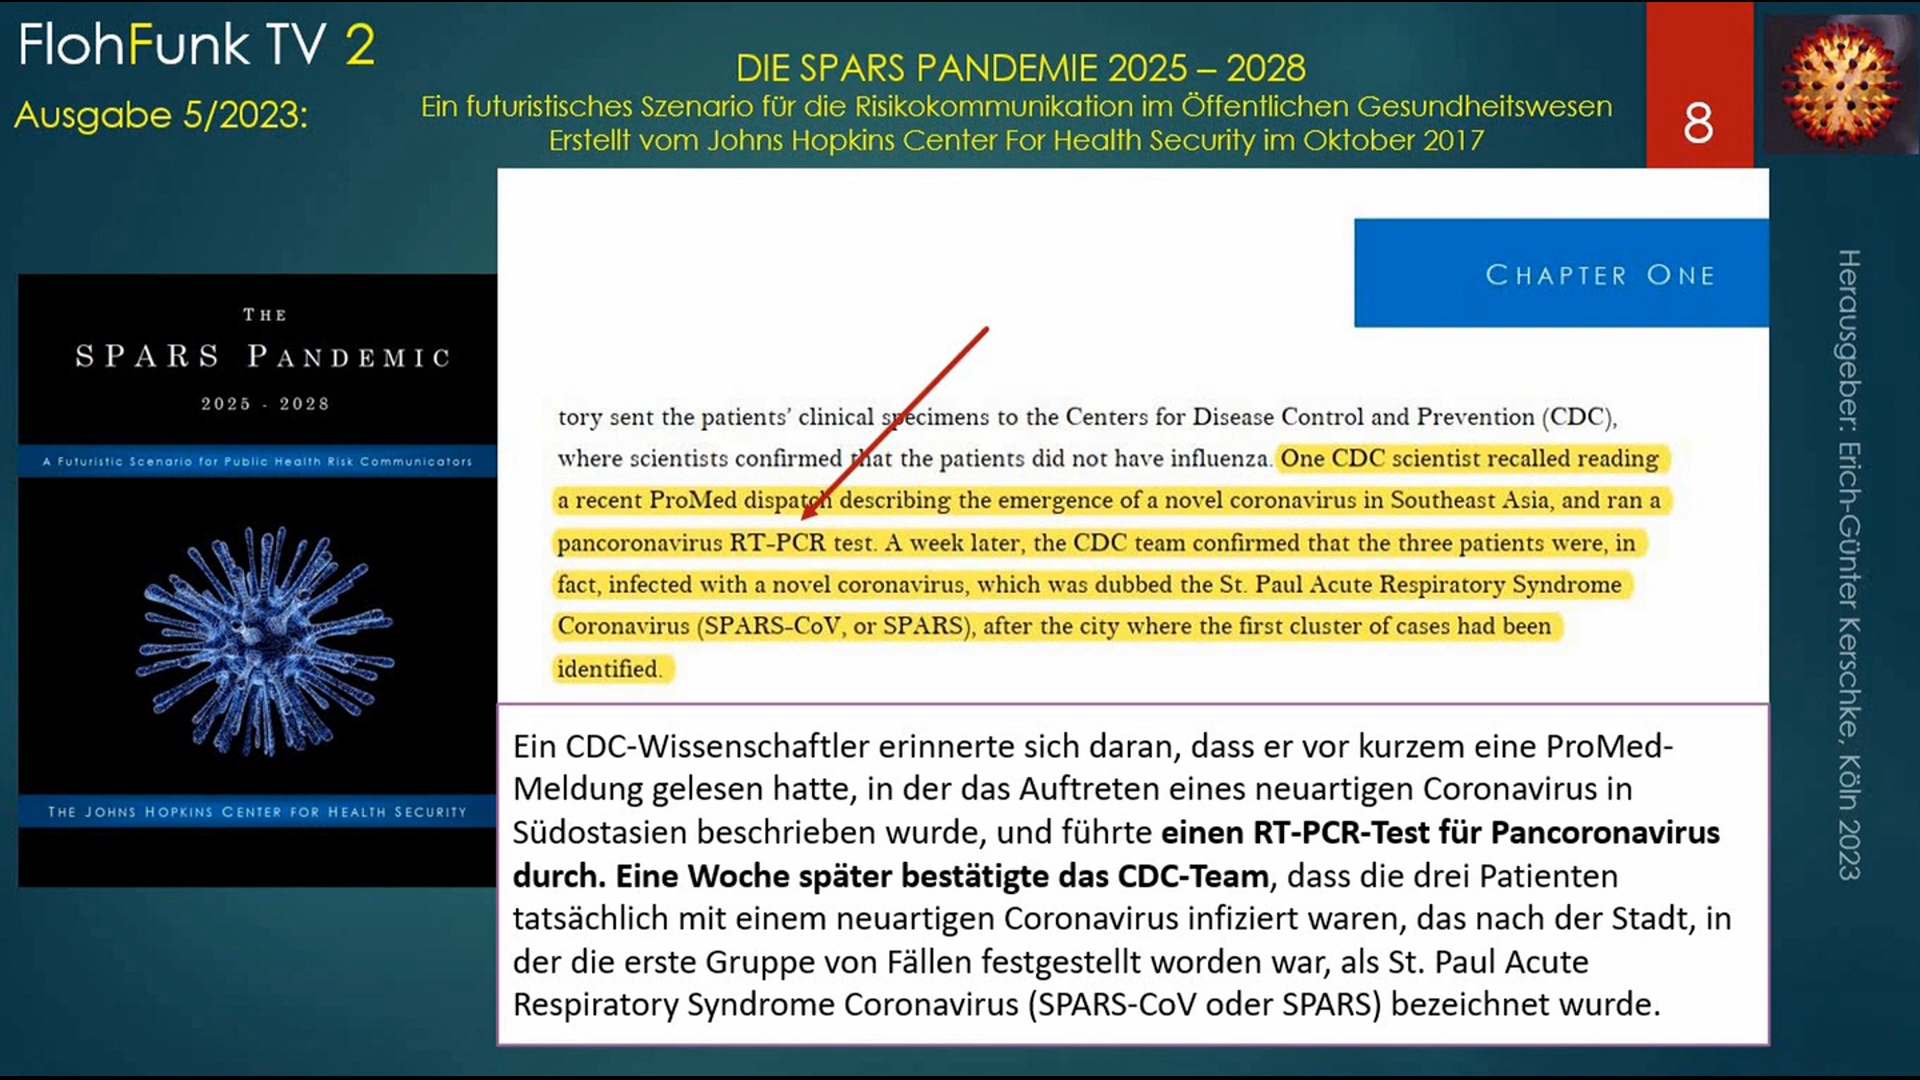 FlohFunk TV 2
Ausgabe 5/2023:
DIE SPARS PANDEMIE 2025 – 2028
Ein futuristisches Szenario für die Risikokommunikation im Öffentlichen Gesundheitswesen
Erstellt vom Johns Hopkins Center For Health Security im Oktober 2017
8
THE
SPARS PANDEMIC
2025 - 2028
A Futuristic Scenario for Public Health Risk Communicators
THE JOHNS HOPKINS CENTER FOR HEALTH SECURITY
CHAPTER ONE
tory sent the patients’ clinical specimens to the Centers for Disease Control and Prevention (CDC),
where scientists confirmed that the patients did not have influenza. One CDC scientist recalled reading
a recent ProMed dispatch describing the emergence of a novel coronavirus in Southeast Asia, and ran a
pancoronavirus RT-PCR test. A week later, the CDC team confirmed that the three patients were, in
fact, infected with a novel coronavirus, which was dubbed the St. Paul Acute Respiratory Syndrome
Coronavirus (SPARS-CoV, or SPARS), after the city where the first cluster of cases had been
identified.
Ein CDC-Wissenschaftler erinnerte sich daran, dass er vor kurzem eine ProMed-
Meldung gelesen hatte, in der das Auftreten eines neuartigen Coronavirus in
Südostasien beschrieben wurde, und führte einen RT-PCR-Test für Pancoronavirus
durch. Eine Woche später bestätigte das CDC-Team, dass die drei Patienten
tatsächlich mit einem neuartigen Coronavirus infiziert waren, das nach der Stadt, in
der die erste Gruppe von Fällen festgestellt worden war, als St. Paul Acute
Respiratory Syndrome Coronavirus (SPARS-CoV oder SPARS) bezeichnet wurde.
Herausgeber: Erich-Günter Kerschke, Köln 2023